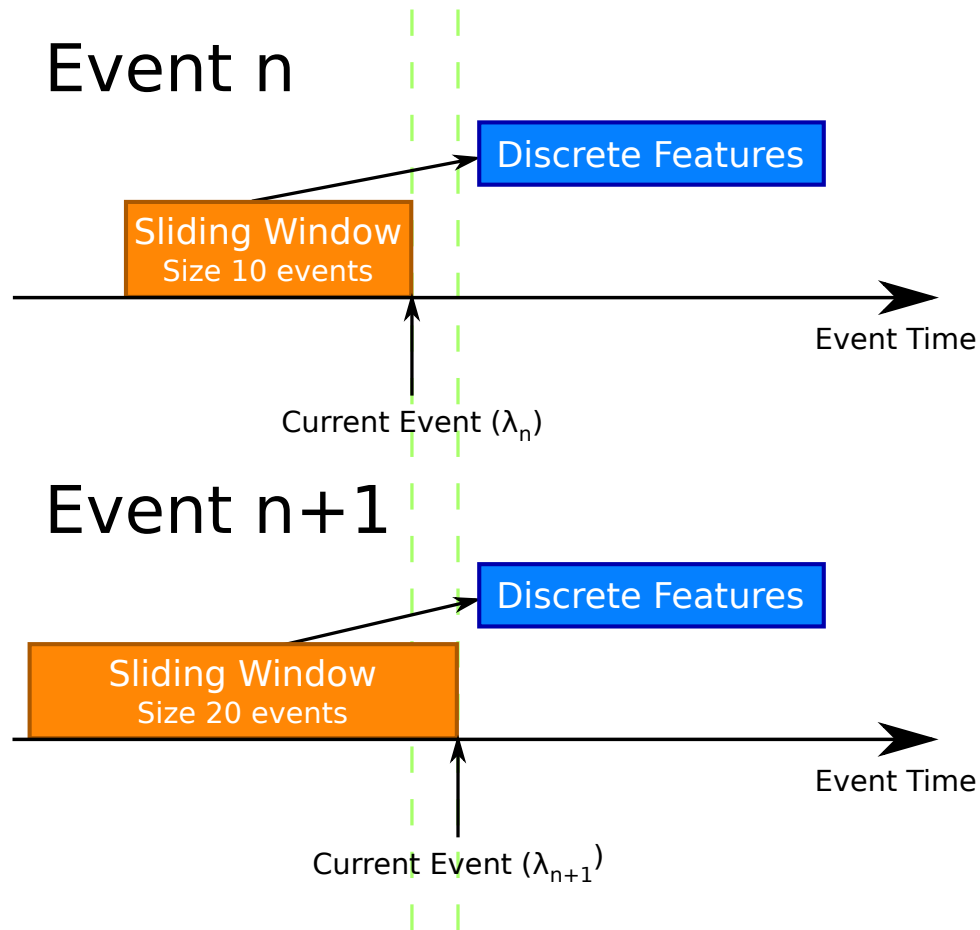 Event n
Discrete Features
Sliding Window
Size 10 events
Event Time
Current Event (λn)
Event n+1
Discrete Features
Sliding Window
Size 20 events
Event Time
Current Event (λn+1)